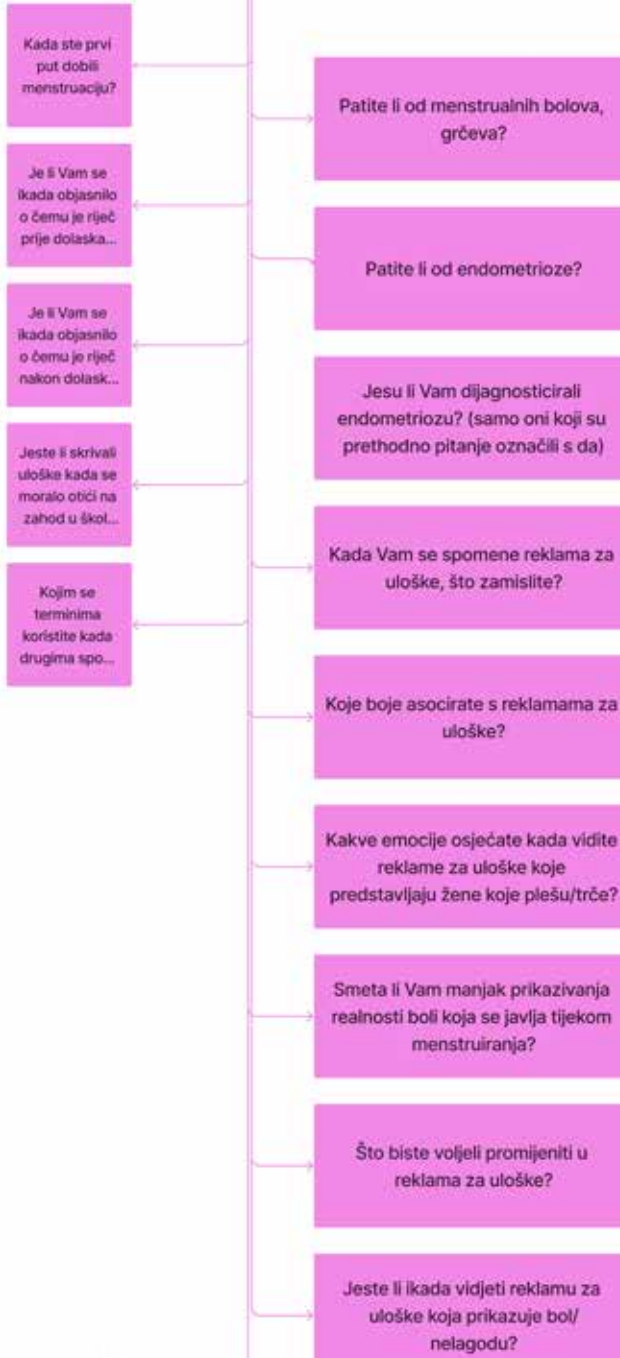 Kada ste prvi
put dobili
menstruaciju?
Je li Vam se
ikada objasnilo
o čemu je riječ
prije dolaska...
Je li Vam se
ikada objasnilo
o čemu je riječ
nakon dolask...
Jeste li skrivali
uloške kada se
moralo otići na
zahod u škol...
Kojim se
terminima
koristite kada
drugima spo...
Patite li od menstrualnih bolova,
grčeva?
Patite li od endometrioze?
Jesu li Vam dijagnosticirali
endometriozu? (samo oni koji su
prethodno pitanje označili s da)
Kada Vam se spomene reklama za
uloške, što zamislite?
Koje boje asocirate s reklamama za
uloške?
Kakve emocije osjećate kada vidite
reklame za uloške koje
predstavljaju žene koje plešu/trče?
Smeta li Vam manjak prikazivanja
realnosti boli koja se javlja tijekom
menstruiranja?
Što biste voljeli promijeniti u
reklama za uloške?
Jeste li ikada vidjeti reklamu za
uloške koja prikazuje bol/
nelagodu?